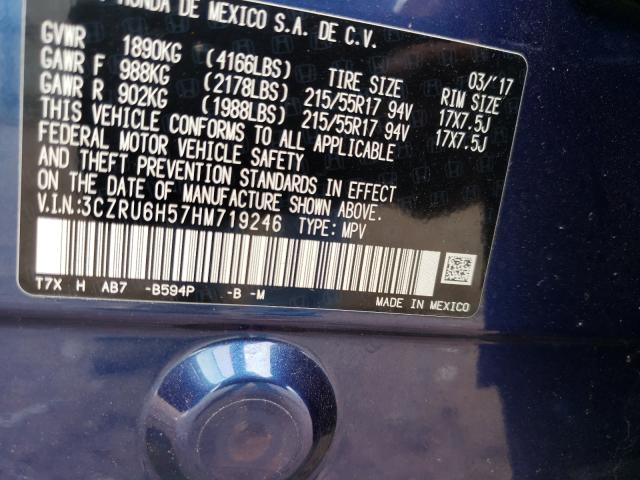 HONDA DE MEXICO S.A. DE C.V.
GVWR 1890KG (4166LBS) 03/'17
GAWR F 988KG (2178LBS) TIRE SIZE RIM SIZE
GAWR R 902KG (1988LBS) 215/55R17 94V 17X7.5J
215/55R17 94V 17X7.5J
THIS VEHICLE CONFORMS TO ALL APPLICABLE
FEDERAL MOTOR VEHICLE SAFETY
AND THEFT PREVENTION STANDARDS IN EFFECT
ON THE DATE OF MANUFACTURE SHOWN ABOVE.
V.I.N.:3CZRU6H57HM719246 TYPE: MPV
T7X H AB7 -B594P -B -M
MADE IN MEXICO